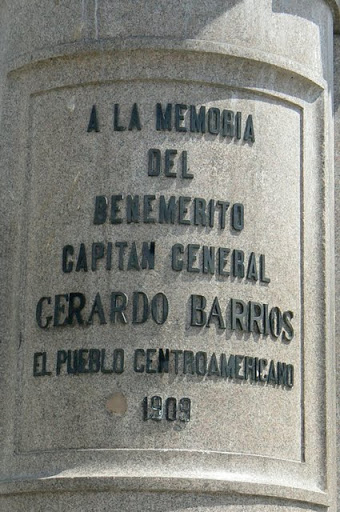 A LA MEMORIA
DEL
BENEMERITO
CAPITAN GENERAL
GERARDO BARRIOS
EL PUEBLO CENTROAMERICANO
1909